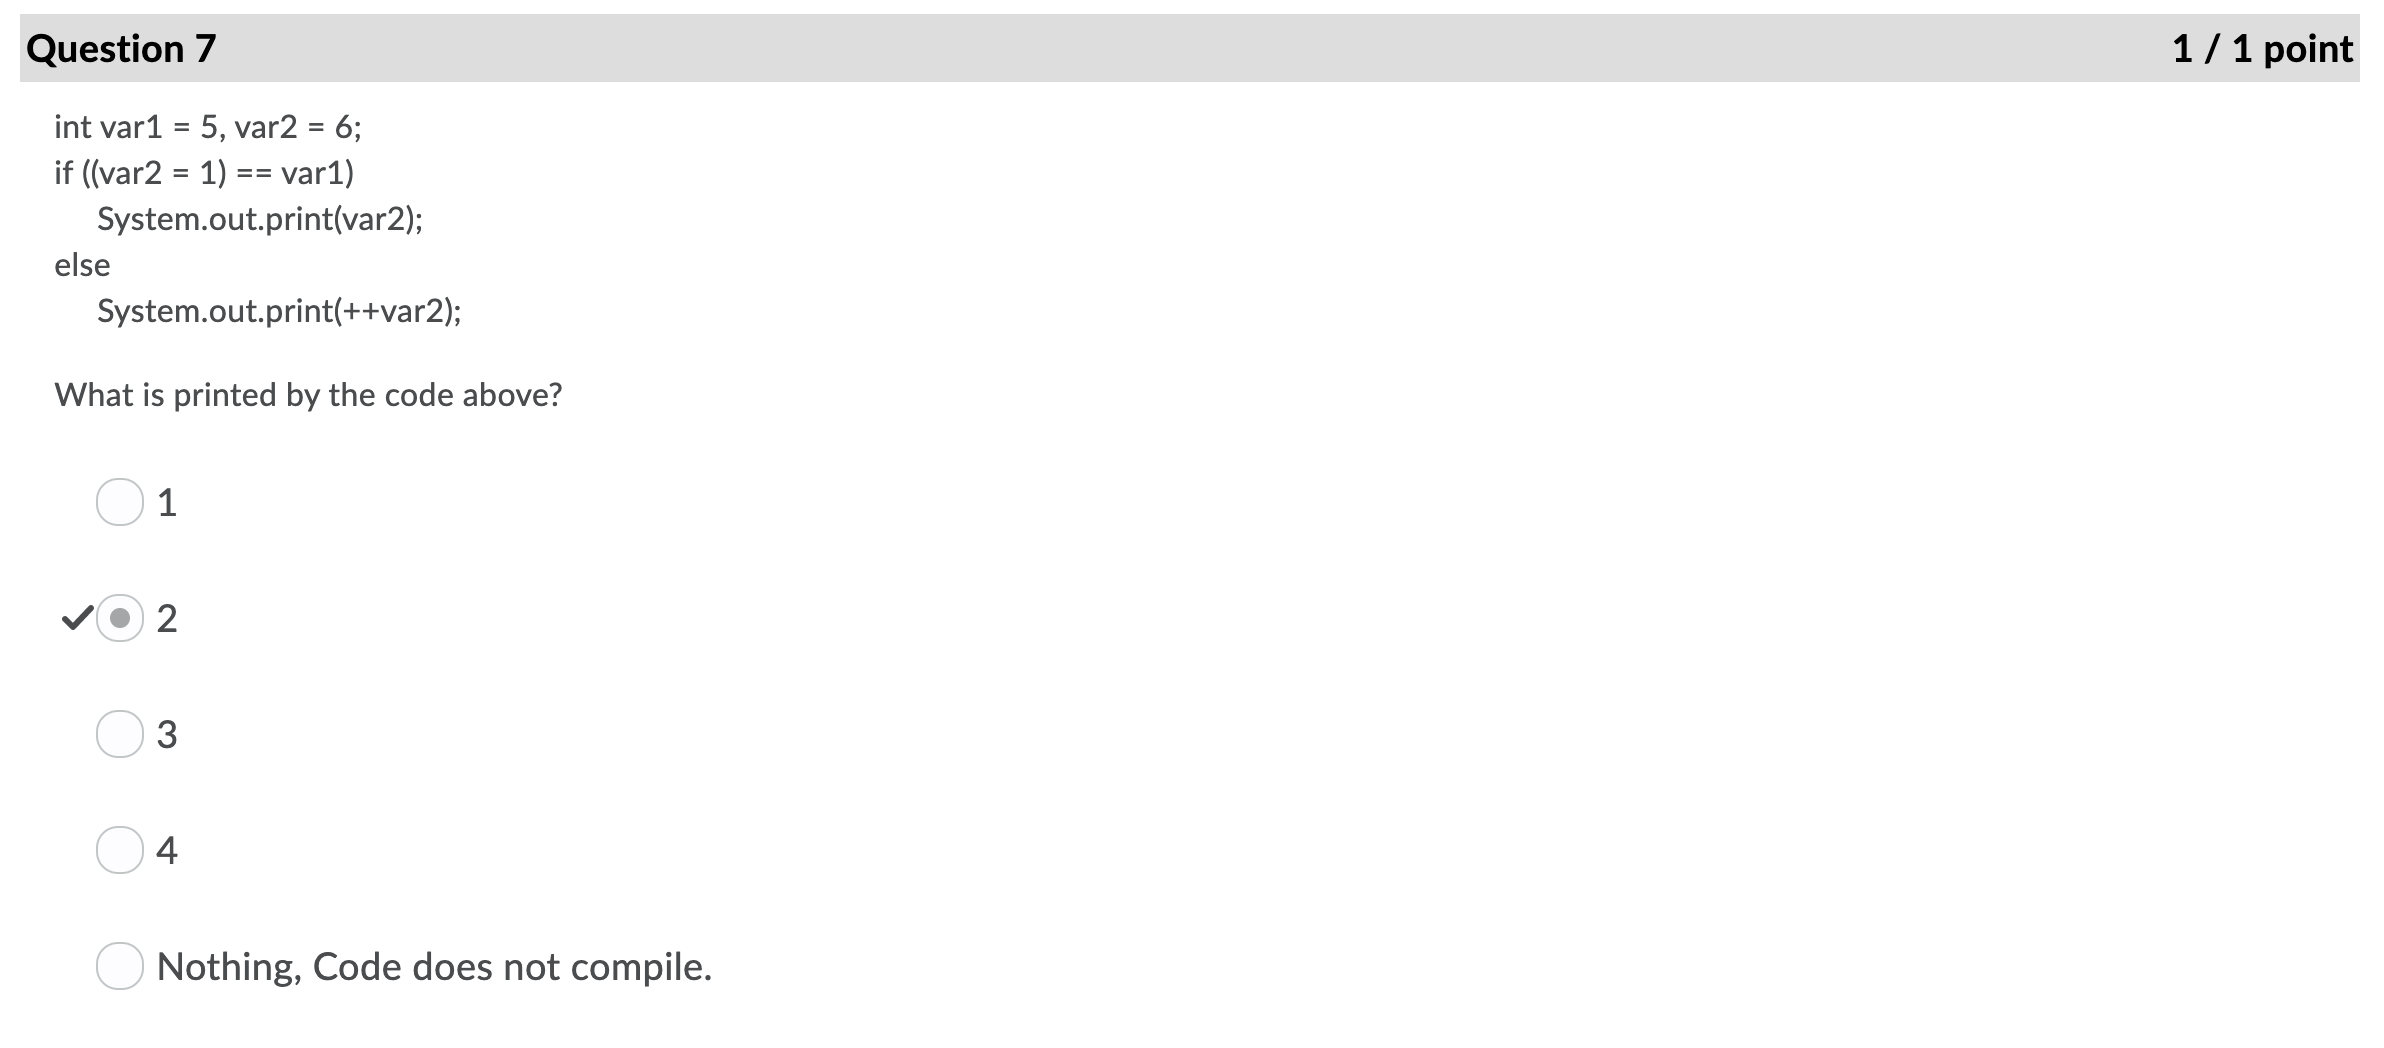 Question 7 1 / 1 point
int var1 = 5, var2 = 6;
if ((var2 = 1) == var1)
System.out.print(var2);
else
System.out.print(++var2);
What is printed by the code above?
1
2
3
4
Nothing, Code does not compile.